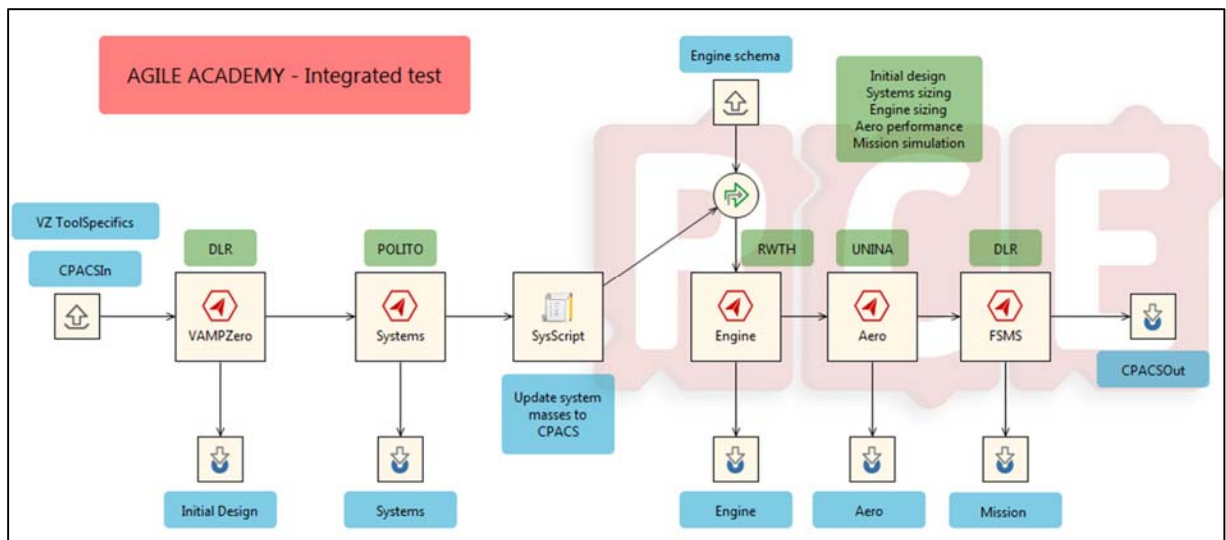 AGILE ACADEMY - Integrated test
Engine schema
Initial design
Systems sizing
Engine sizing
Aero performance
Mission simulation
VZ ToolSpecifics
CPACSIn
DLR
POLITO
RWTH
UNINA
DLR
VAMPZero
Systems
SysScript
Engine
Aero
FSMS
CPACSOut
Update system
masses to
CPACS
Initial Design
Systems
Engine
Aero
Mission
PCE